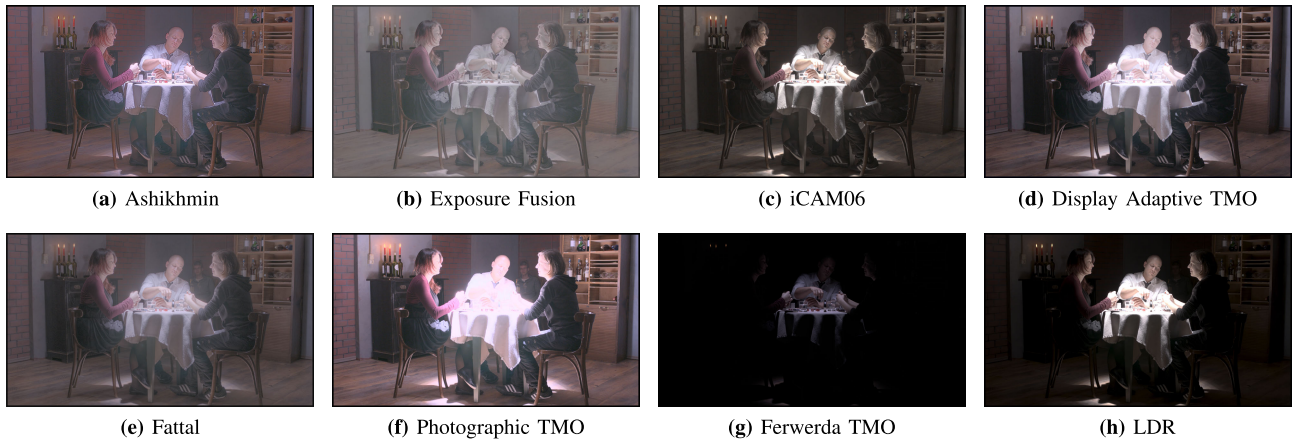 (a) Ashikhmin
(b) Exposure Fusion
(c) iCAM06
(d) Display Adaptive TMO
(e) Fattal
(f) Photographic TMO
(g) Ferwerda TMO
(h) LDR